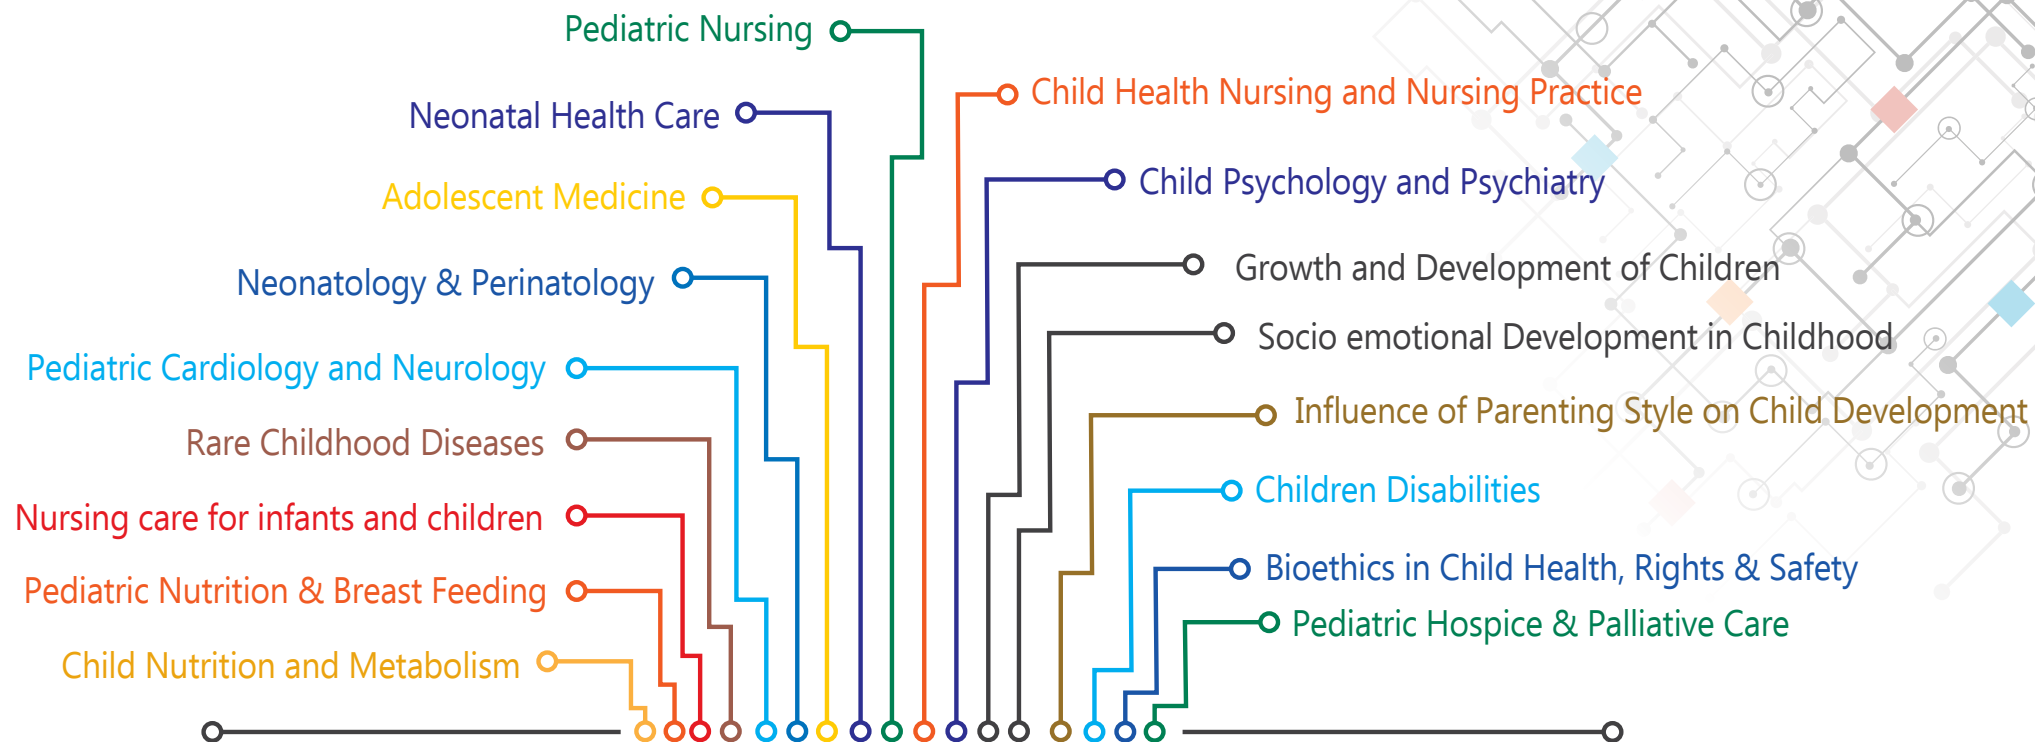 Pediatric Nursing
Neonatal Health Care
Adolescent Medicine
Neonatology & Perinatology
Pediatric Cardiology and Neurology
Rare Childhood Diseases
Nursing care for infants and children
Pediatric Nutrition & Breast Feeding
Child Nutrition and Metabolism
Child Health Nursing and Nursing Practice
Child Psychology and Psychiatry
Growth and Development of Children
Socio emotional Development in Childhood
Influence of Parenting Style on Child Development
Children Disabilities
Bioethics in Child Health, Rights & Safety
Pediatric Hospice & Palliative Care